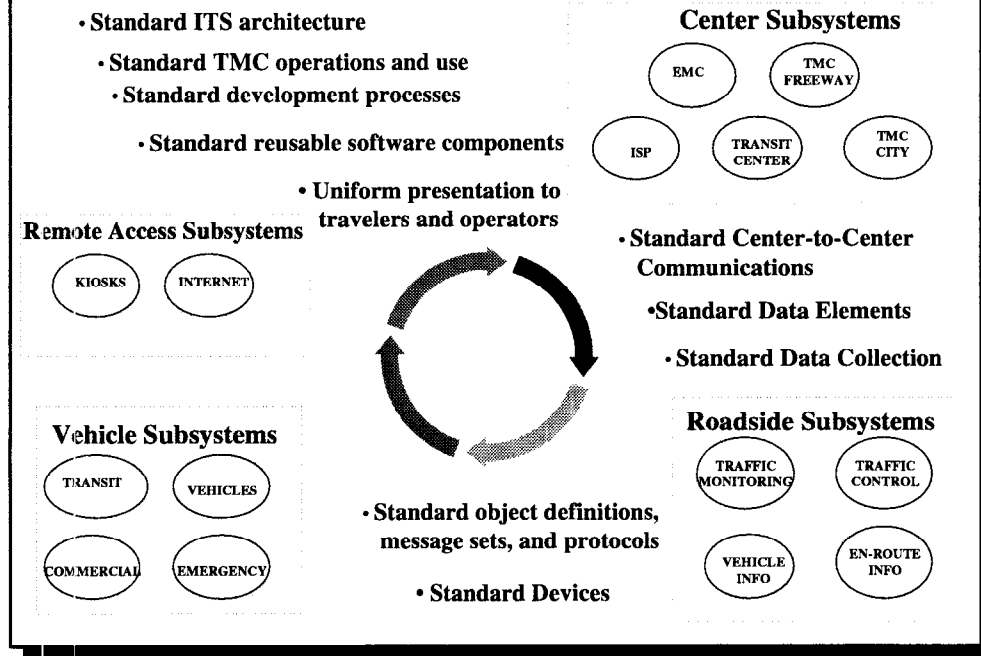 • Standard ITS architecture
• Standard TMC operations and use
• Standard development processes
• Standard reusable software components
• Uniform presentation to
travelers and operators
Center Subsystems
EMC
TMC
FREEWAY
ISP
TRANSIT
CENTER
TMC
CITY
Remote Access Subsystems
KIOSKS
INTERNET
• Standard Center-to-Center
Communications
•Standard Data Elements
• Standard Data Collection
Vehicle Subsystems
TRANSIT
VEHICLES
COMMERCIAL
EMERGENCY
• Standard object definitions,
message sets, and protocols
• Standard Devices
Roadside Subsystems
TRAFFIC
MONITORING
TRAFFIC
CONTROL
VEHICLE
INFO
EN-ROUTE
INFO